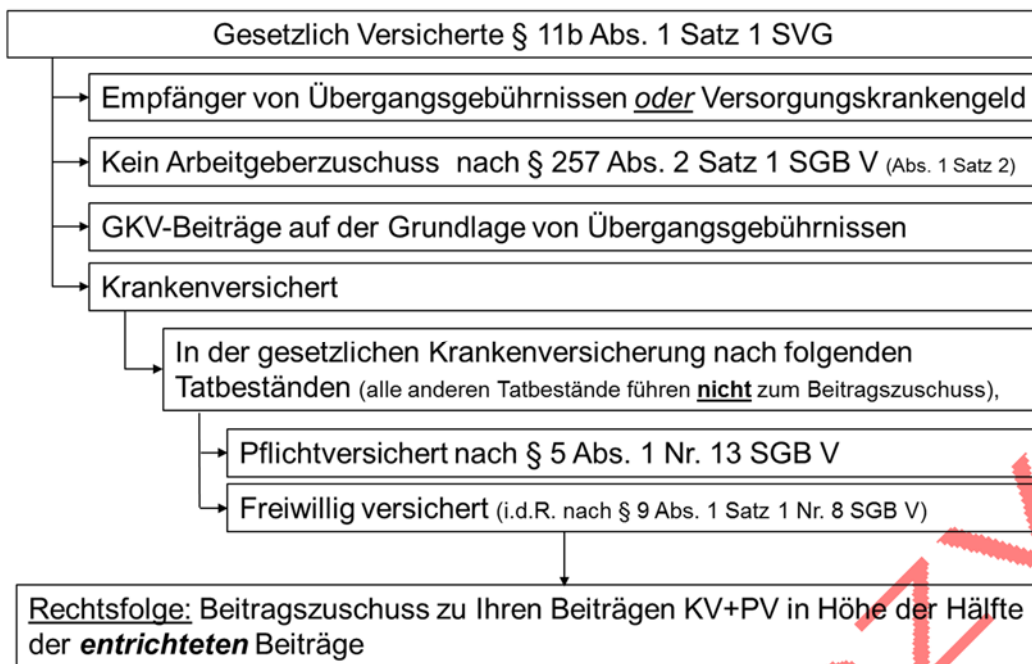 Gesetzlich Versicherte § 11b Abs. 1 Satz 1 SVG
Empfänger von Übergangsgebührnissen oder Versorgungskrankengeld
Kein Arbeitgeberzuschuss nach § 257 Abs. 2 Satz 1 SGB V (Abs. 1 Satz 2)
GKV-Beiträge auf der Grundlage von Übergangsgebührnissen
Krankenversichert
In der gesetzlichen Krankenversicherung nach folgenden
Tatbeständen (alle anderen Tatbestände führen nicht zum Beitragszuschuss),
Pflichtversichert nach § 5 Abs. 1 Nr. 13 SGB V
Freiwillig versichert (i.d.R. nach § 9 Abs. 1 Satz 1 Nr. 8 SGB V)
Rechtsfolge: Beitragszuschuss zu Ihren Beiträgen KV+PV in Höhe der Hälfte
der entrichteten Beiträge